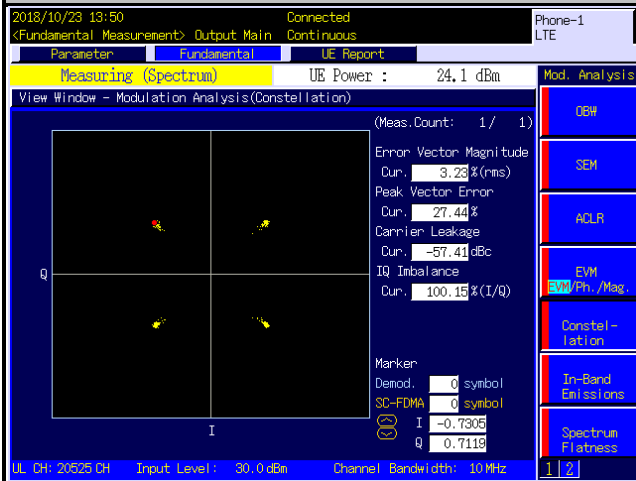 2018/10/23 13:50 Connected Phone-1
<Fundamental Measurement> Output Main Continuous LTE
Parameter Fundamental UE Report
Measuring (Spectrum) UE Power : 24.1 dBm Mod. Analysis
View Window - Modulation Analysis(Constellation)
(Meas.Count: 1/ 1)
OBW
Error Vector Magnitude
Cur. 3.23 %(rms)
SEM
Peak Vector Error
Cur. 27.44 %
ACLR
Carrier Leakage
Cur. -57.41 dBc
IQ Imbalance
Cur. 100.15 %(I/Q)
EVM
EVM/Ph./Mag.
Q
Constel-
lation
Marker
Demod. 0 symbol
SC-FDMA 0 symbol
In-Band
Emissions
I -0.7305
Q 0.7119
I
Spectrum
Flatness
UL CH: 20525 CH Input Level: 30.0 dBm Channel Bandwidth: 10 MHz 1 2